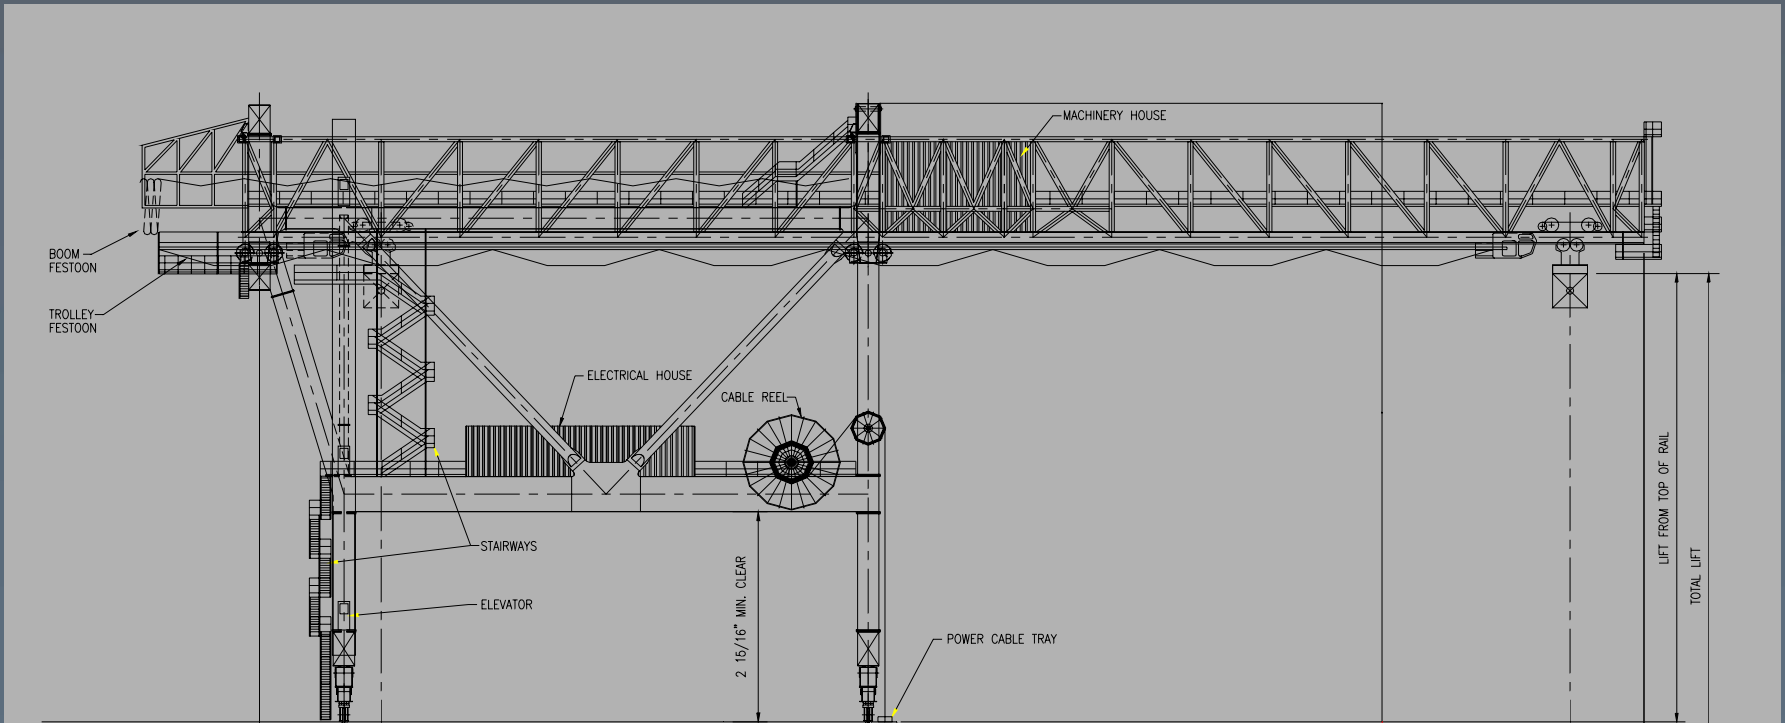 MACHINERY HOUSE
BOOM
FESTOON
TROLLEY
FESTOON
ELECTRICAL HOUSE
CABLE REEL
STAIRWAYS
ELEVATOR
2 15/16" MIN. CLEAR
POWER CABLE TRAY
LIFT FROM TOP OF RAIL
TOTAL LIFT